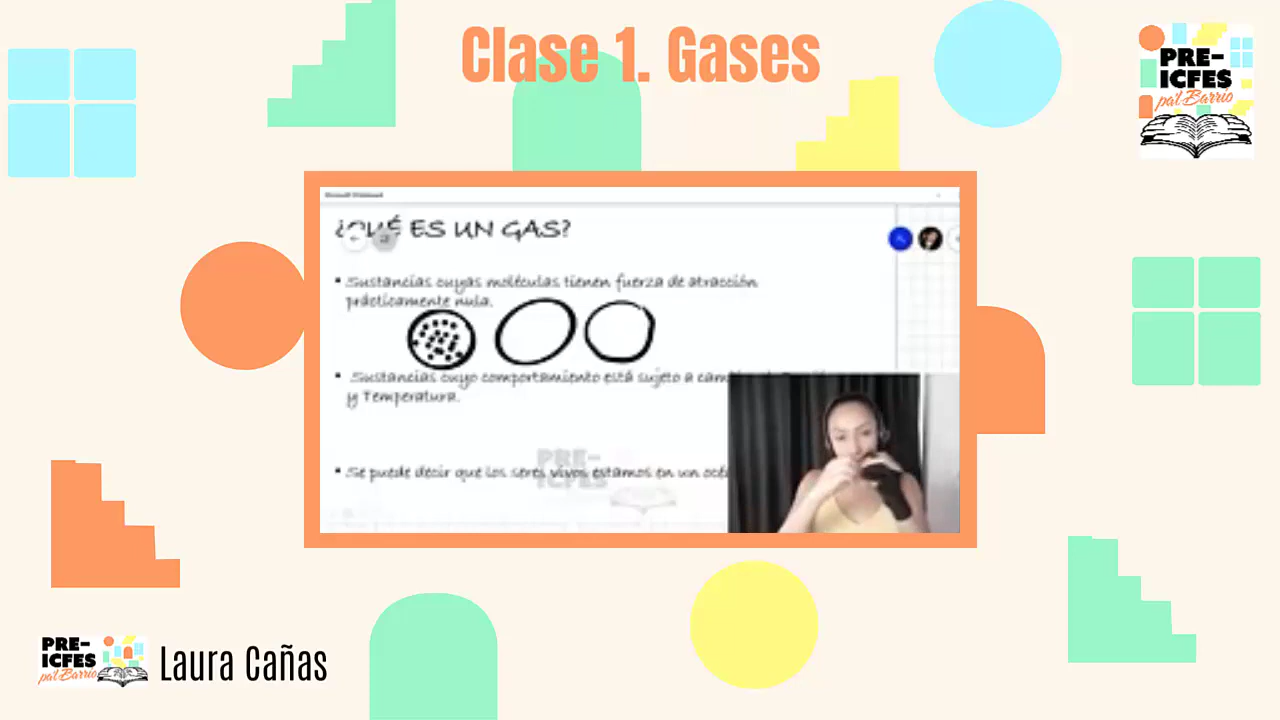 Clase 1. Gases
PRE-
ICFES
pa'l Barrio
¿QUÉ ES UN GAS?
Sustancias cuyas moléculas tienen fuerza de atracción
prácticamente nula.
Sustancias cuyo comportamiento está sujeto a
y Temperatura.
PRE-
ICFES
Se puede decir que los seres vivos estamos en un
PRE-
ICFES
pa'l Barrio
Laura Cañas